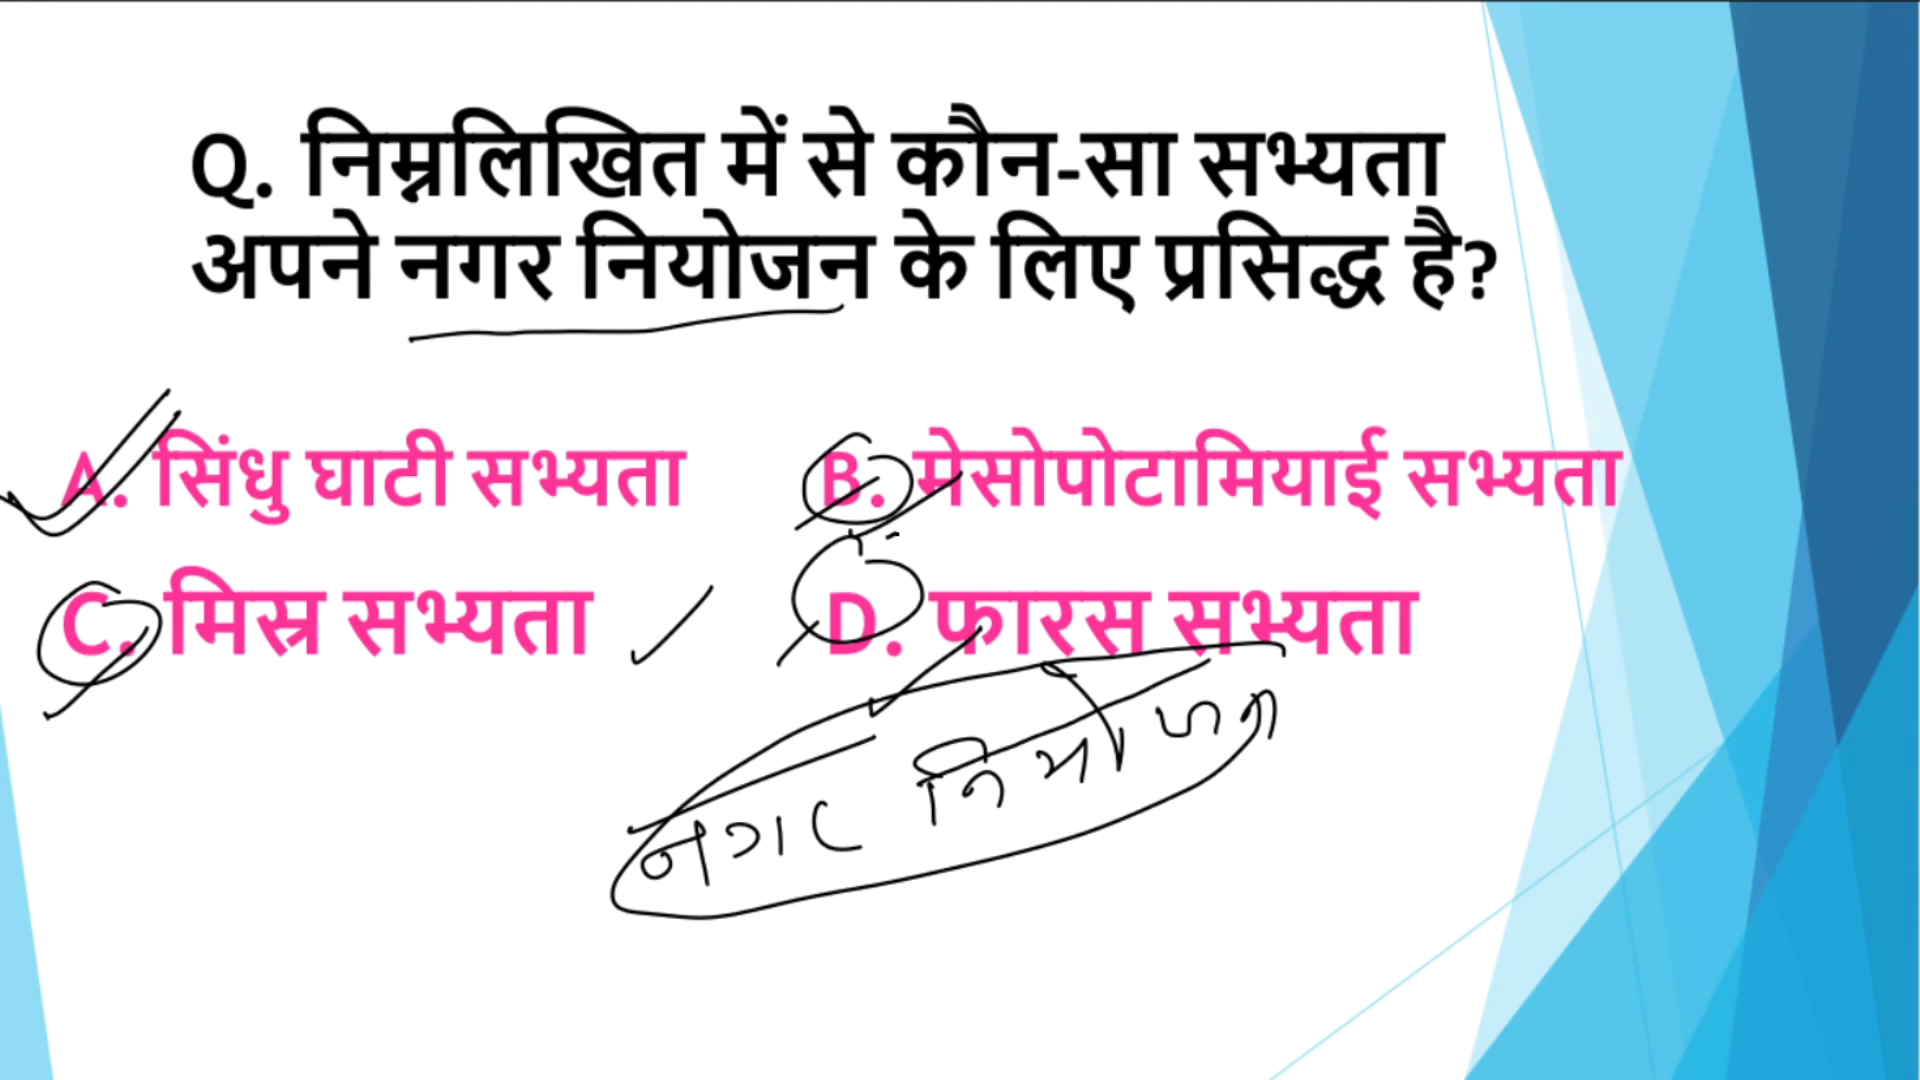 Q. निम्नलिखित में से कौन-सा सभ्यता
अपने नगर नियोजन के लिए प्रसिद्ध है?
A. सिंधु घाटी सभ्यता B. मेसोपोटामियाई सभ्यता
C. मिस्र सभ्यता D. फारस सभ्यता
नगर नियोजन